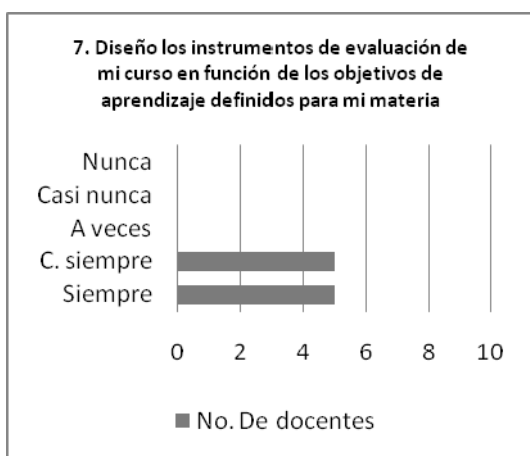 7. Diseño los instrumentos de evaluación de
mi curso en función de los objetivos de
aprendizaje definidos para mi materia
Nunca
Casi nunca
A veces
C. siempre
Siempre
0 2 4 6 8 10
No. De docentes